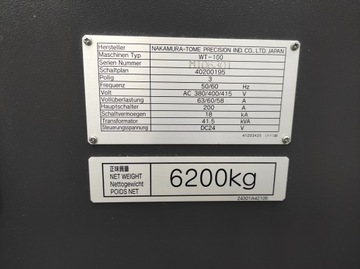 Hersteller NAKAMURA-TOME PRECISION IND. CO., LTD. JAPAN
Maschinen Typ WT-100
Serien Nummer
Schaltplan 40200195
Polig 3
Frequenz 50/60 Hz
Volt AC 380/400/415 V
Vollüberlastung 63/60/58 A
Hauptschalter 200 A
Schaltvermoegen 18 kA
Transformator 41.5 kVA
Steuerungsspannung DC24 V
正味質量
NET WEIGHT
Nettogewicht
POIDS NET
6200kg